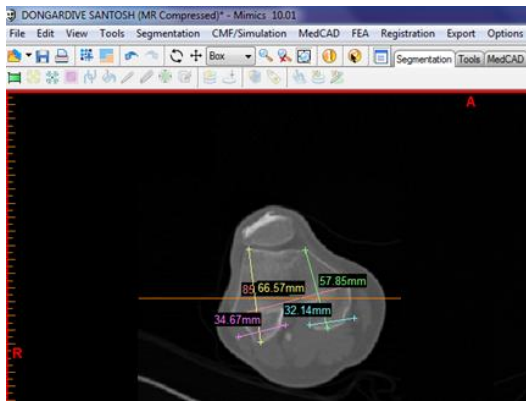 DONGARDIVE SANTOSH (MR Compressed)* - Mimics 10.01
File Edit View Tools Segmentation CMF/Simulation MedCAD FEA Registration Export Options
Box Segmentation Tools MedCAD
A
57.85mm
66.57mm
32.14mm
34.67mm
R